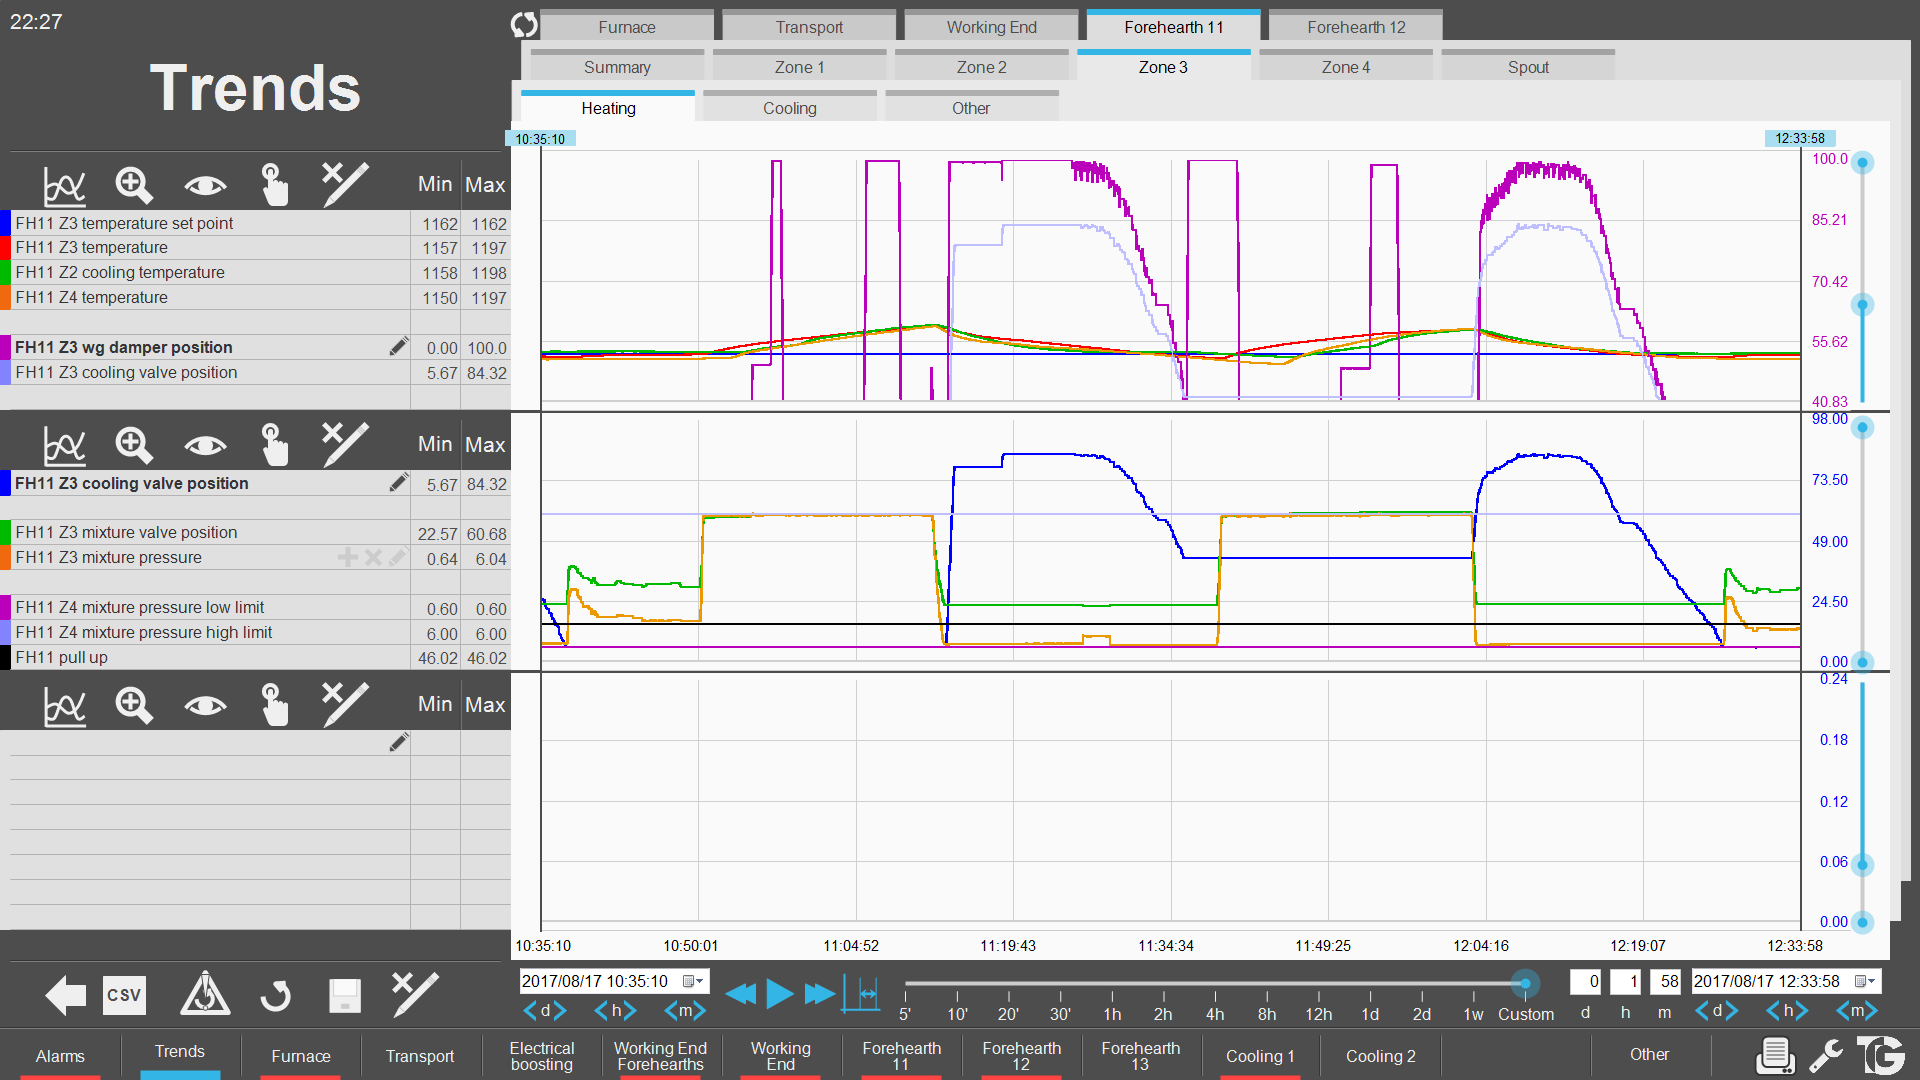 22:27
Trends
Furnace
Transport
Working End
Forehearth 11
Forehearth 12
Summary
Zone 1
Zone 2
Zone 3
Zone 4
Spout
Heating
Cooling
Other
10:35:10
12:33:58
Min Max
FH11 Z3 temperature set point 1162 1162
FH11 Z3 temperature 1157 1197
FH11 Z2 cooling temperature 1158 1198
FH11 Z4 temperature 1150 1197
FH11 Z3 wg damper position 0.00 100.0
FH11 Z3 cooling valve position 5.67 84.32
100.0
85.21
70.42
55.62
40.83
Min Max
FH11 Z3 cooling valve position 5.67 84.32
FH11 Z3 mixture valve position 22.57 60.68
FH11 Z3 mixture pressure 0.64 6.04
FH11 Z4 mixture pressure low limit 0.60 0.60
FH11 Z4 mixture pressure high limit 6.00 6.00
FH11 pull up 46.02 46.02
98.00
73.50
49.00
24.50
0.00
Min Max
0.24
0.18
0.12
0.06
0.00
10:35:10 10:50:01 11:04:52 11:19:43 11:34:34 11:49:25 12:04:16 12:19:07 12:33:58
CSV
2017/08/17 10:35:10
d h m
5' 10' 20' 30' 1h 2h 4h 8h 12h 1d 2d 1w Custom
0 1 58
d h m
2017/08/17 12:33:58
d h m
Alarms
Trends
Furnace
Transport
Electrical
boosting
Working End
Forehearths
Working
End
Forehearth
11
Forehearth
12
Forehearth
13
Cooling 1
Cooling 2
Other
TG